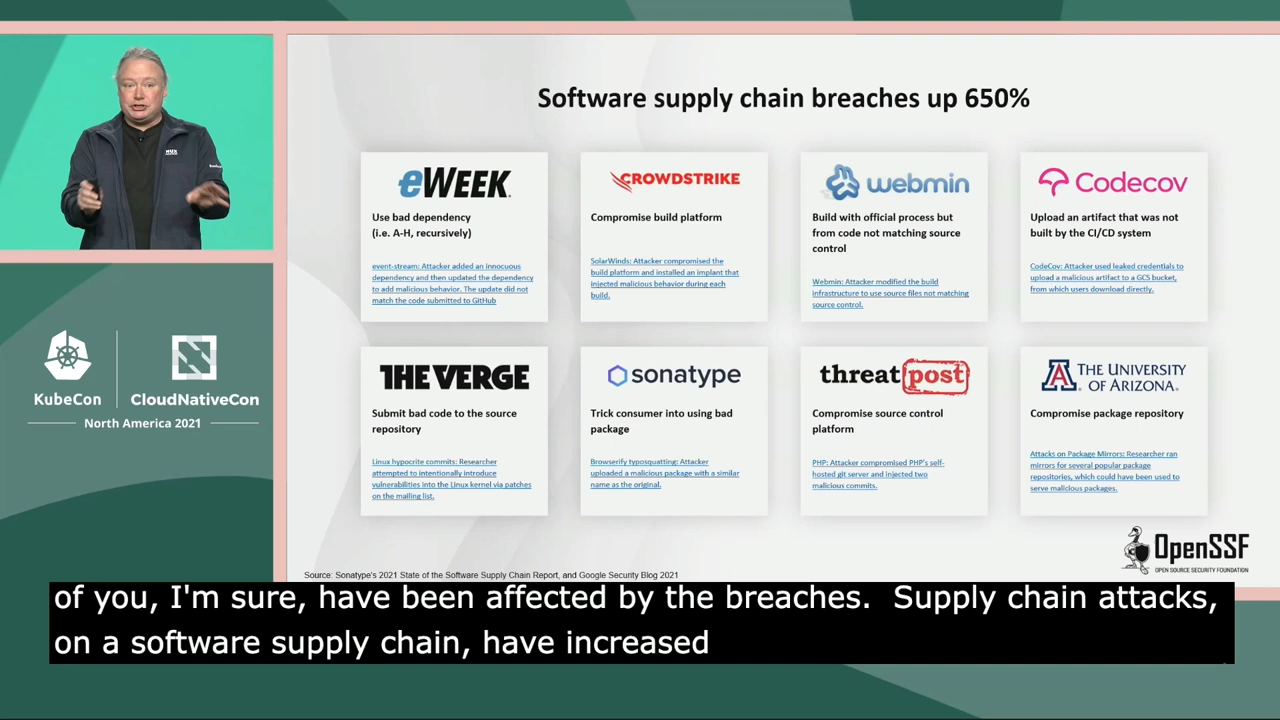 Software supply chain breaches up 650%
eWEEK.
Use bad dependency
(i.e. A-H, recursively)
event-stream: Attacker added an innocuous
dependency and then updated the dependency
to add malicious behavior. The update did not
match the code submitted to GitHub
CROWDSTRIKE
Compromise build platform
SolarWinds: Attacker compromised the
build platform and installed an implant that
injected malicious behavior during each
build.
webmin
Build with official process but
from code not matching source
control
Webmin: Attacker modified the build
infrastructure to use source files not matching
source control.
Codecov
Upload an artifact that was not
built by the CI/CD system
CodeCov: Attacker used leaked credentials to
upload a malicious artifact to a GCS bucket,
from which users download directly.
THE VERGE
Submit bad code to the source
repository
Linux hypocrite commits: Researcher
attempted to intentionally introduce
vulnerabilities into the Linux kernel via patches
on the mailing list.
sonatype
Trick consumer into using bad
package
Browserify typosquatting: Attacker
uploaded a malicious package with a similar
name as the original.
threatpost
Compromise source control
platform
PHP: Attacker compromised PHP's self-
hosted git server and injected two
malicious commits.
A THE UNIVERSITY
OF ARIZONA.
Compromise package repository
Attacks on Package Mirrors: Researcher ran
mirrors for several popular package
repositories, which could have been used to
serve malicious packages.
KubeCon
CloudNativeCon
North America 2021
OpenSSF
OPEN SOURCE SECURITY FOUNDATION
Source: Sonatype's 2021 State of the Software Supply Chain Report, and Google Security Blog 2021
of you, I'm sure, have been affected by the breaches. Supply chain attacks,
on a software supply chain, have increased